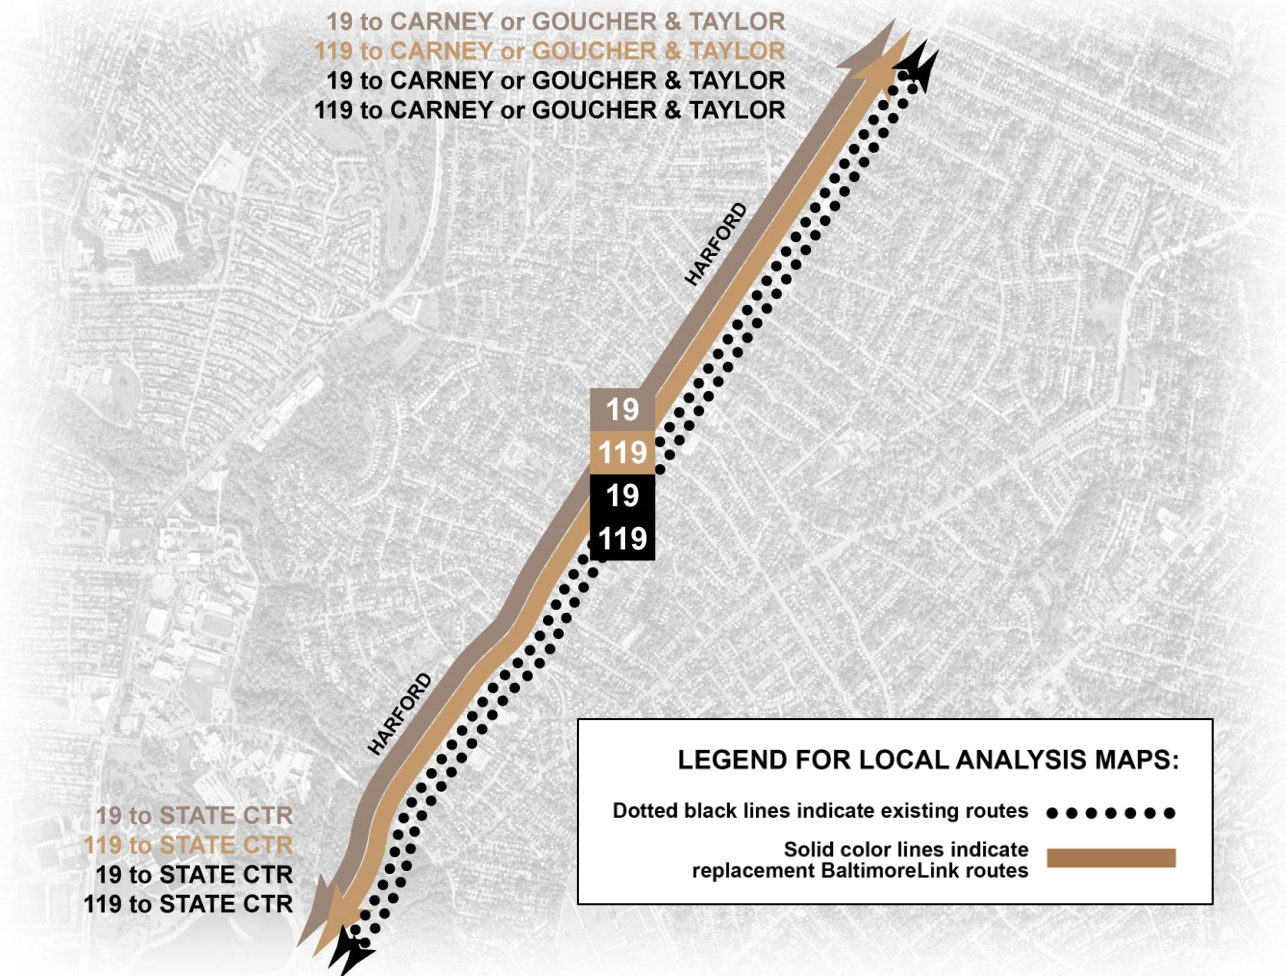 19 to CARNEY or GOUCHER & TAYLOR
119 to CARNEY or GOUCHER & TAYLOR
19 to CARNEY or GOUCHER & TAYLOR
119 to CARNEY or GOUCHER & TAYLOR
HARFORD
19
119
19
119
HARFORD
19 to STATE CTR
119 to STATE CTR
19 to STATE CTR
119 to STATE CTR
LEGEND FOR LOCAL ANALYSIS MAPS:
Dotted black lines indicate existing routes
Solid color lines indicate
replacement BaltimoreLink routes